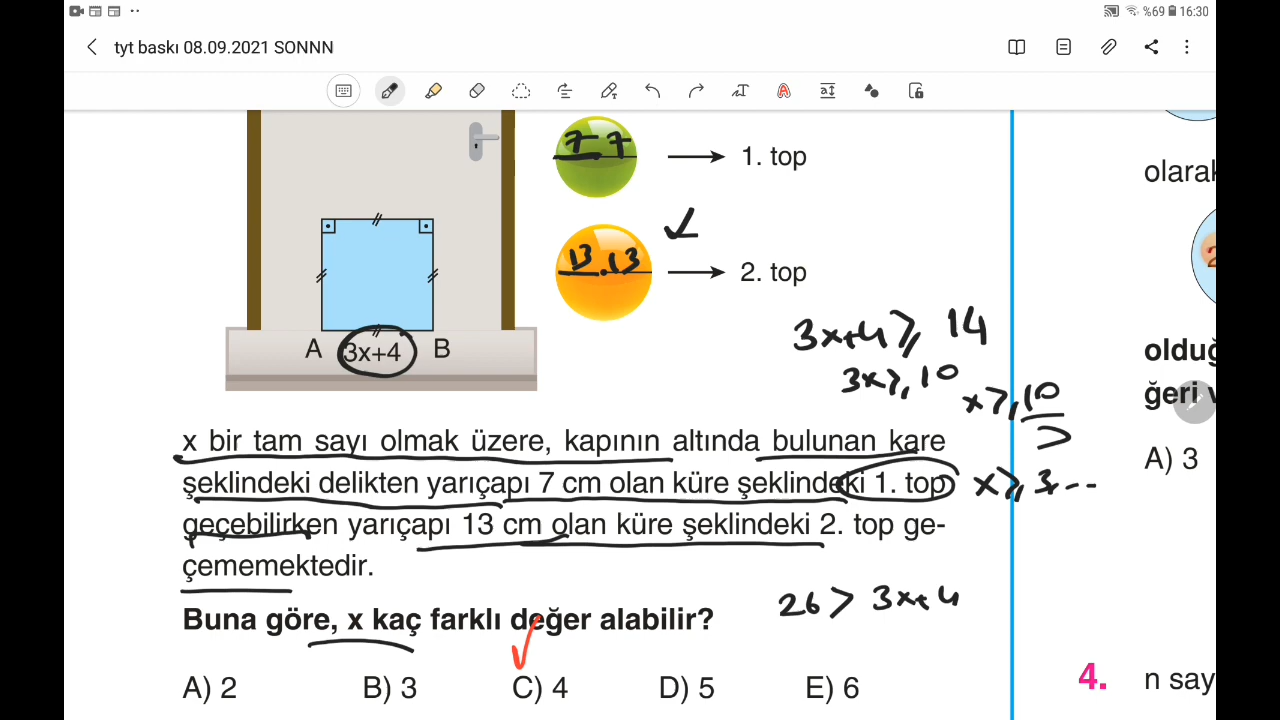 %69 16:30
tyt baskı 08.09.2021 SONNN
7 7
1. top
13 13
2. top
A 3x+4 B
3x+4 ⩾ 14
3x ⩾ 10
x ⩾ 10
3
x ⩾ 3...
x bir tam sayı olmak üzere, kapının altında bulunan kare
şeklindeki delikten yarıçapı 7 cm olan küre şeklindeki 1. top
geçebilirken yarıçapı 13 cm olan küre şeklindeki 2. top ge-
çememektedir.
26 > 3x+4
Buna göre, x kaç farklı değer alabilir?
A) 2 B) 3 C) 4 D) 5 E) 6
olarak
A) 3
4. n say